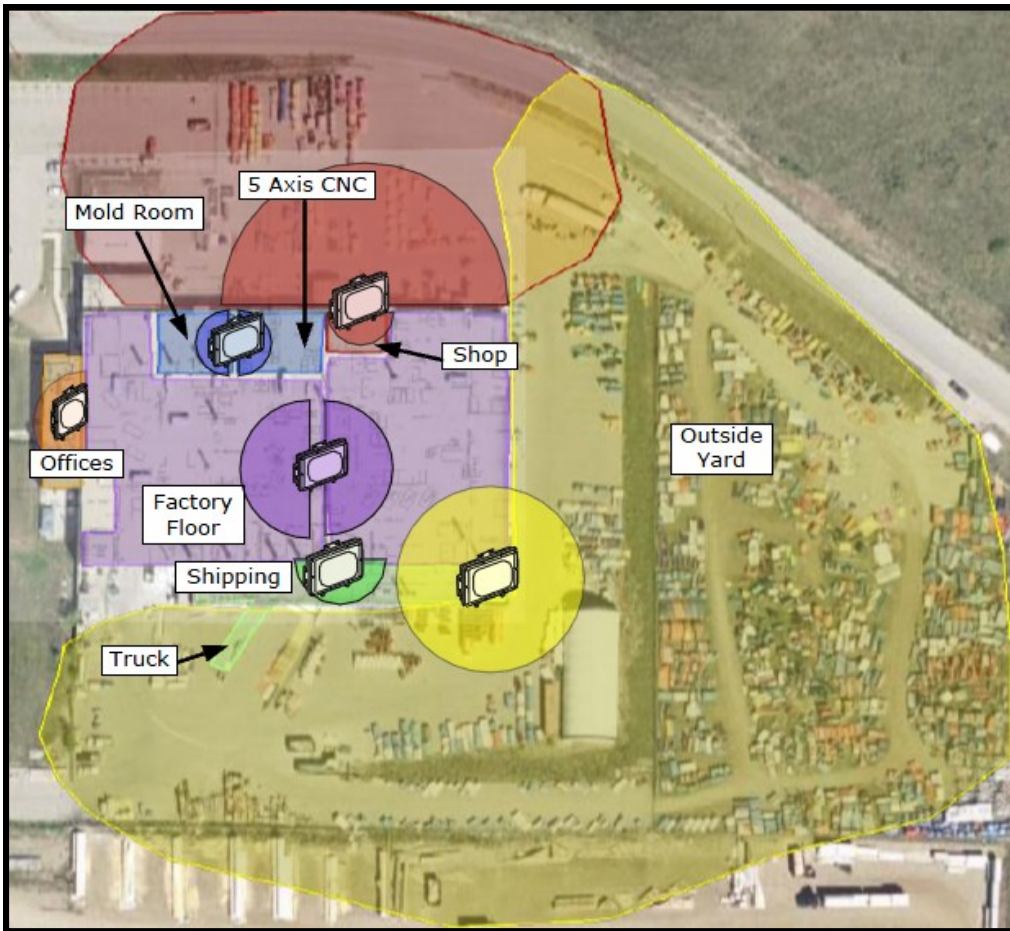 5 Axis CNC
Mold Room
Shop
Offices
Outside
Yard
Factory
Floor
Shipping
Truck